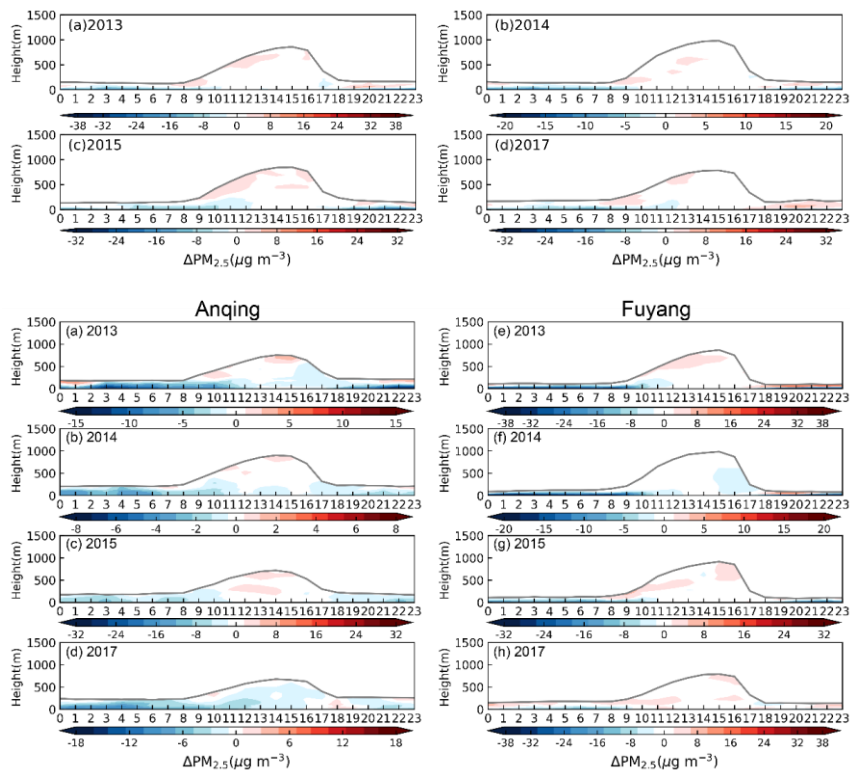 (a)2013
Height(m)
1500
1000
500
0
0 1 2 3 4 5 6 7 8 9 10 11 12 13 14 15 16 17 18 19 20 21 22 23
-38 -32 -24 -16 -8 0 8 16 24 32 38
(b)2014
Height(m)
1500
1000
500
0
0 1 2 3 4 5 6 7 8 9 10 11 12 13 14 15 16 17 18 19 20 21 22 23
-20 -15 -10 -5 0 5 10 15 20
(c)2015
Height(m)
1500
1000
500
0
0 1 2 3 4 5 6 7 8 9 10 11 12 13 14 15 16 17 18 19 20 21 22 23
-32 -24 -16 -8 0 8 16 24 32
ΔPM2.5(μg m−3)
(d)2017
Height(m)
1500
1000
500
0
0 1 2 3 4 5 6 7 8 9 10 11 12 13 14 15 16 17 18 19 20 21 22 23
-32 -24 -16 -8 0 8 16 24 32
ΔPM2.5(μg m−3)
Anqing
(a) 2013
Height(m)
1500
1000
500
0
0 1 2 3 4 5 6 7 8 9 10 11 12 13 14 15 16 17 18 19 20 21 22 23
-15 -10 -5 0 5 10 15
(b) 2014
Height(m)
1500
1000
500
0
0 1 2 3 4 5 6 7 8 9 10 11 12 13 14 15 16 17 18 19 20 21 22 23
-8 -6 -4 -2 0 2 4 6 8
(c) 2015
Height(m)
1500
1000
500
0
0 1 2 3 4 5 6 7 8 9 10 11 12 13 14 15 16 17 18 19 20 21 22 23
-32 -24 -16 -8 0 8 16 24 32
(d) 2017
Height(m)
1500
1000
500
0
0 1 2 3 4 5 6 7 8 9 10 11 12 13 14 15 16 17 18 19 20 21 22 23
-18 -12 -6 0 6 12 18
ΔPM2.5(μg m−3)
Fuyang
(e) 2013
Height(m)
1500
1000
500
0
0 1 2 3 4 5 6 7 8 9 10 11 12 13 14 15 16 17 18 19 20 21 22 23
-38 -32 -24 -16 -8 0 8 16 24 32 38
(f) 2014
Height(m)
1500
1000
500
0
0 1 2 3 4 5 6 7 8 9 10 11 12 13 14 15 16 17 18 19 20 21 22 23
-20 -15 -10 -5 0 5 10 15 20
(g) 2015
Height(m)
1500
1000
500
0
0 1 2 3 4 5 6 7 8 9 10 11 12 13 14 15 16 17 18 19 20 21 22 23
-32 -24 -16 -8 0 8 16 24 32
(h) 2017
Height(m)
1500
1000
500
0
0 1 2 3 4 5 6 7 8 9 10 11 12 13 14 15 16 17 18 19 20 21 22 23
-38 -32 -24 -16 -8 0 8 16 24 32 38
ΔPM2.5(μg m−3)